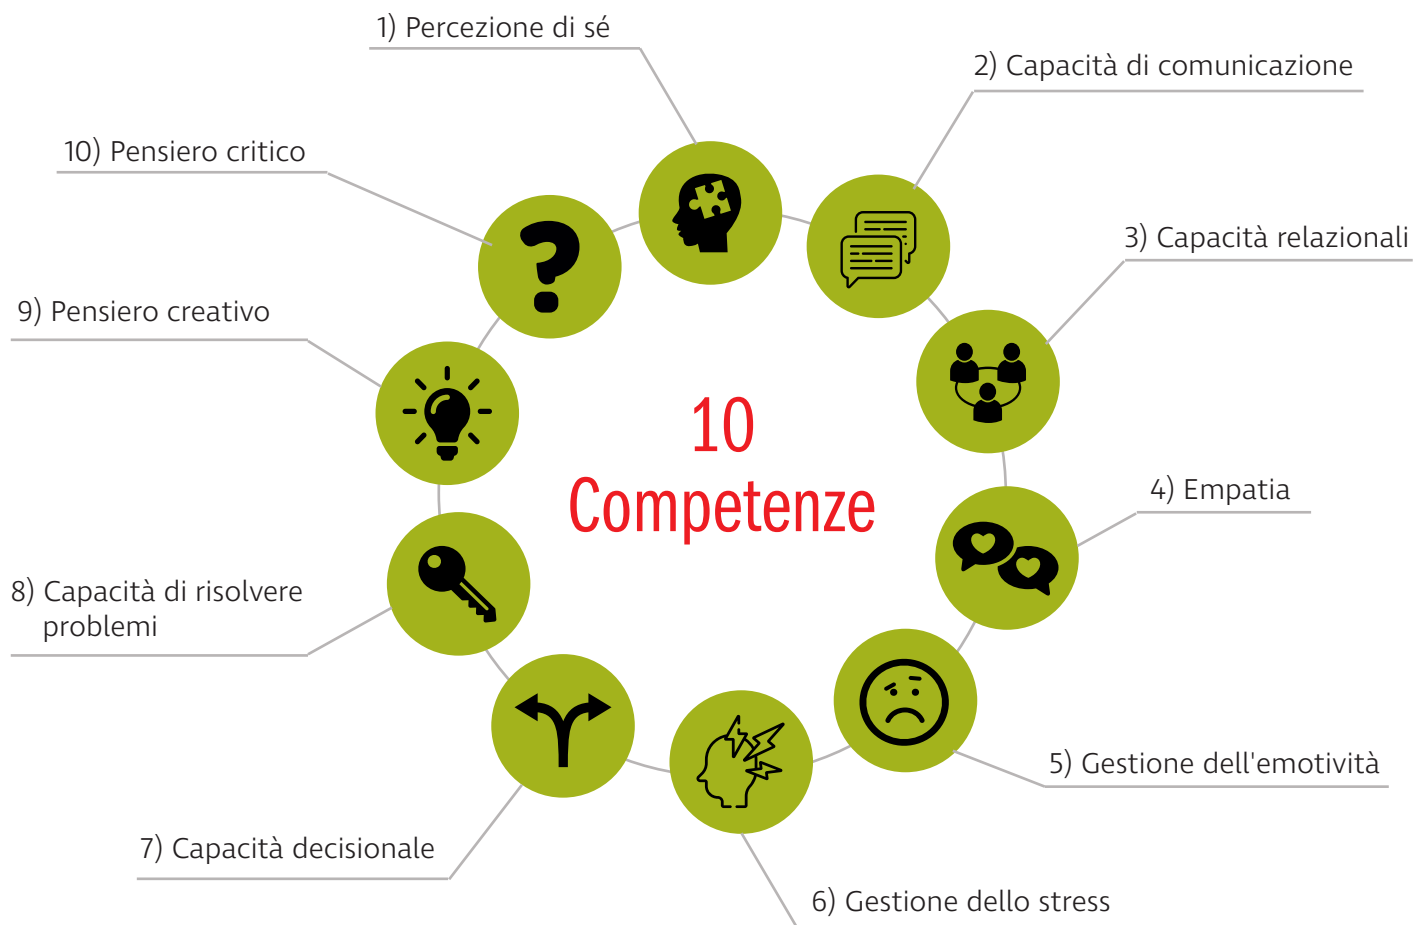 1) Percezione di sé
2) Capacità di comunicazione
3) Capacità relazionali
4) Empatia
5) Gestione dell'emotività
6) Gestione dello stress
7) Capacità decisionale
8) Capacità di risolvere
problemi
9) Pensiero creativo
10) Pensiero critico
10
Competenze